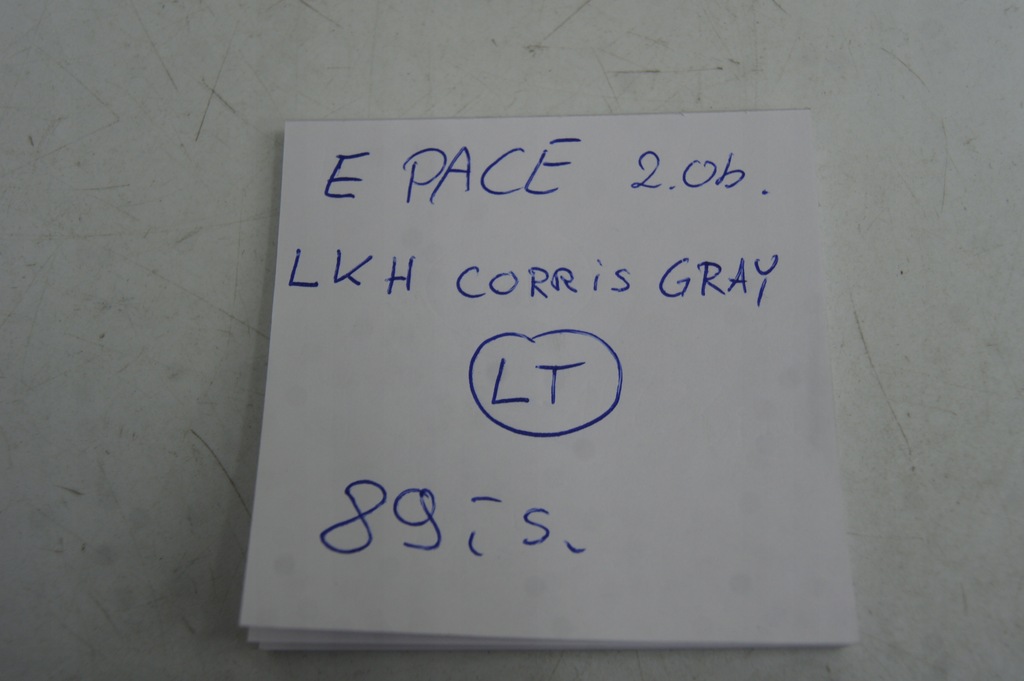 E PACE 2.0b.
LKH CORRiS GRAY
LT
89,- s.